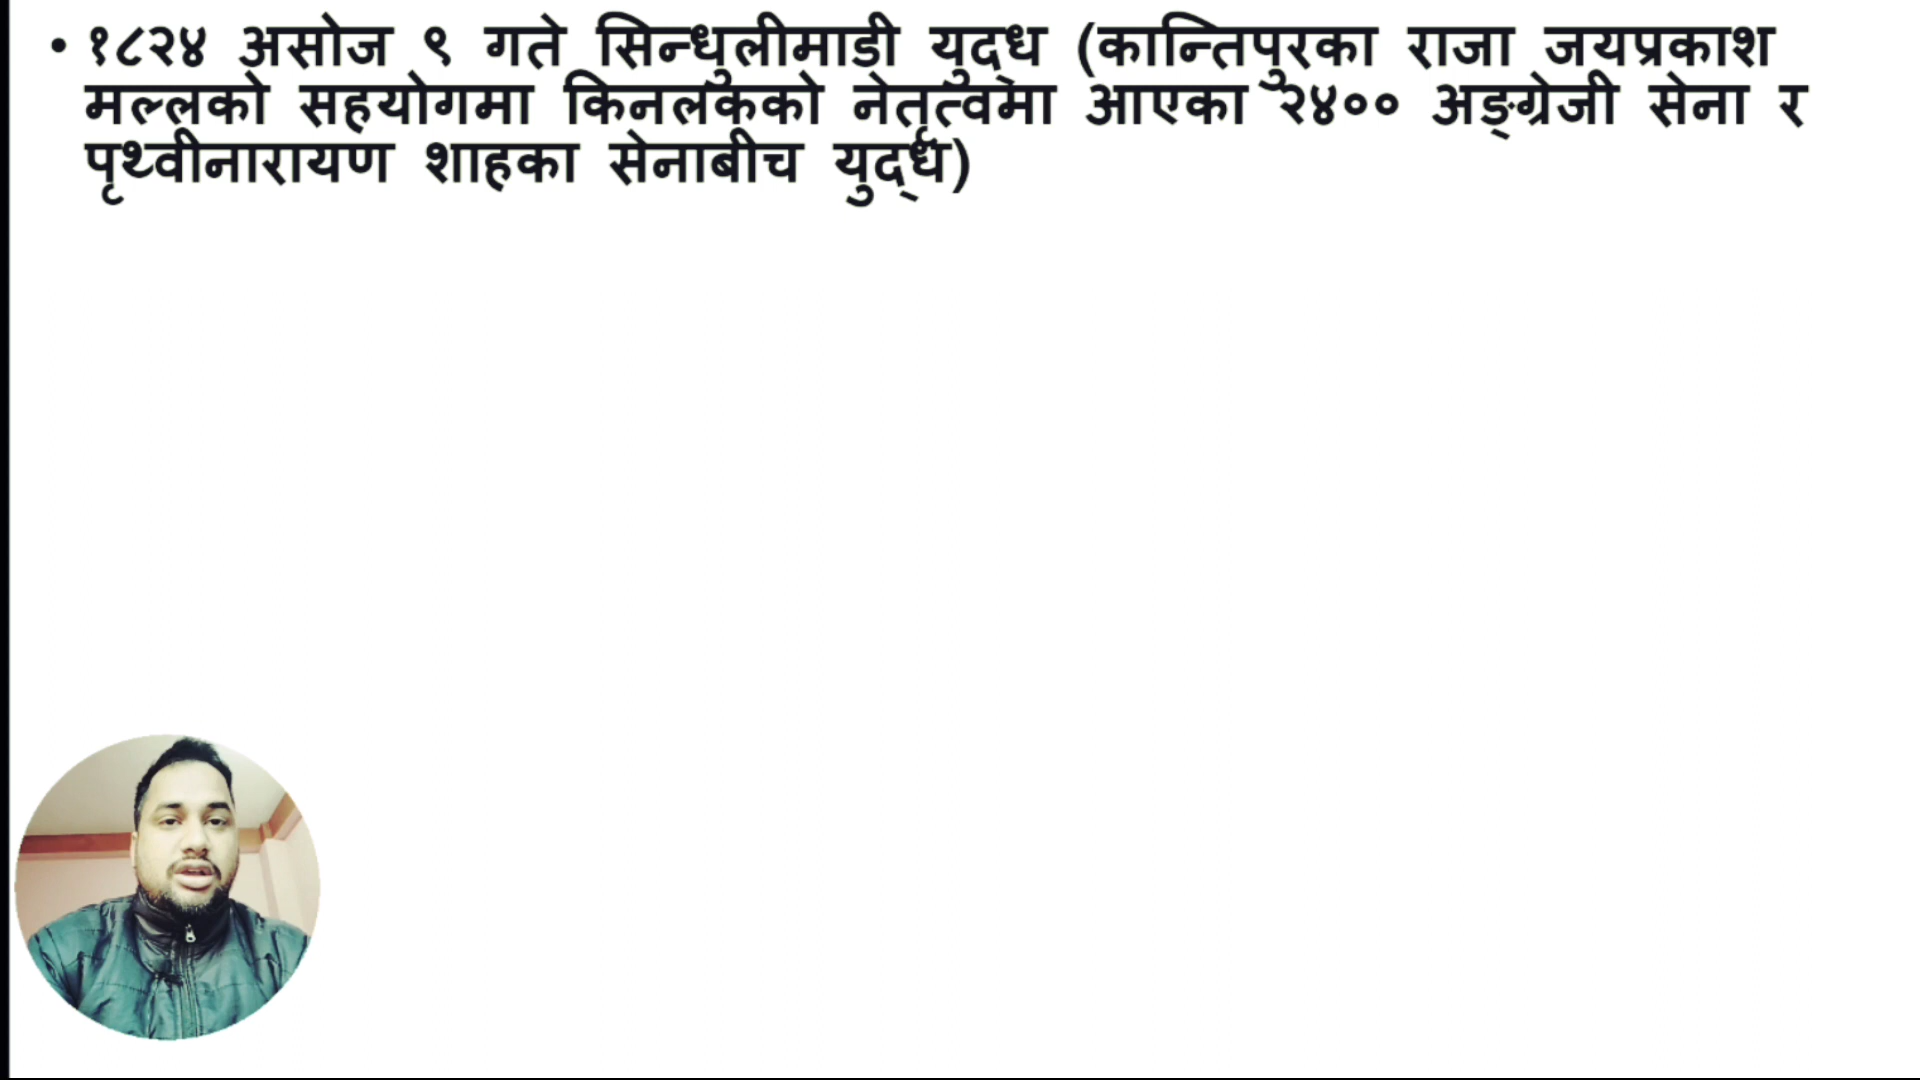 • १८२४ असोज ९ गते सिन्धुलीमाडी युद्ध (कान्तिपुरका राजा जयप्रकाश
मल्लको सहयोगमा किनलकको नेतृत्वमा आएका २४०० अङ्ग्रेजी सेना र
पृथ्वीनारायण शाहका सेनाबीच युर्द्ध)